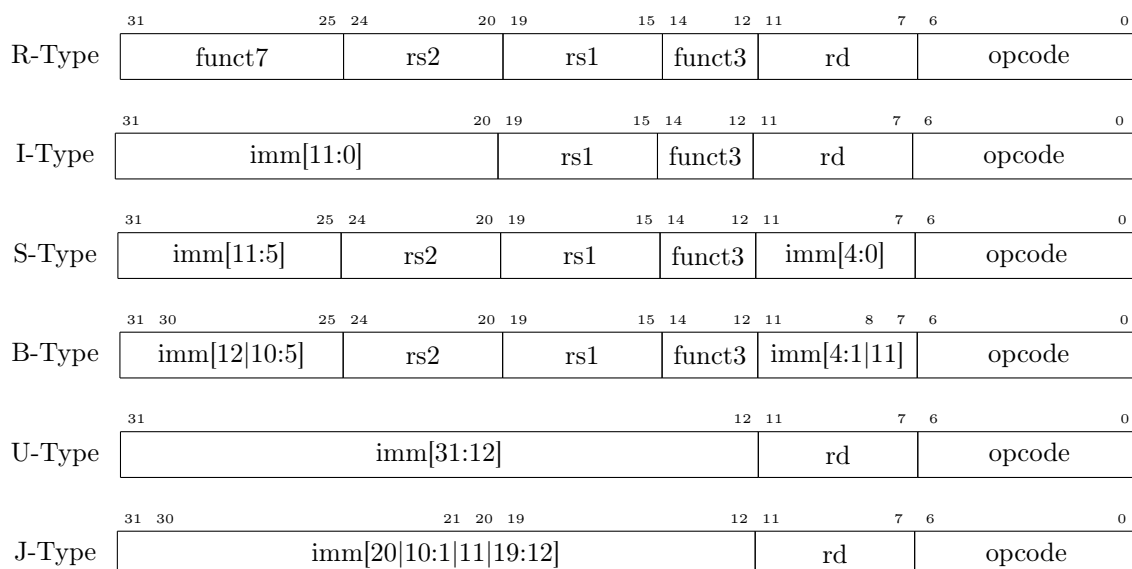 31 25 24 20 19 15 14 12 11 7 6 0
R-Type funct7 rs2 rs1 funct3 rd opcode
31 20 19 15 14 12 11 7 6 0
I-Type imm[11:0] rs1 funct3 rd opcode
31 25 24 20 19 15 14 12 11 7 6 0
S-Type imm[11:5] rs2 rs1 funct3 imm[4:0] opcode
31 30 25 24 20 19 15 14 12 11 8 7 6 0
B-Type imm[12|10:5] rs2 rs1 funct3 imm[4:1|11] opcode
31 12 11 7 6 0
U-Type imm[31:12] rd opcode
31 30 21 20 19 12 11 7 6 0
J-Type imm[20|10:1|11|19:12] rd opcode